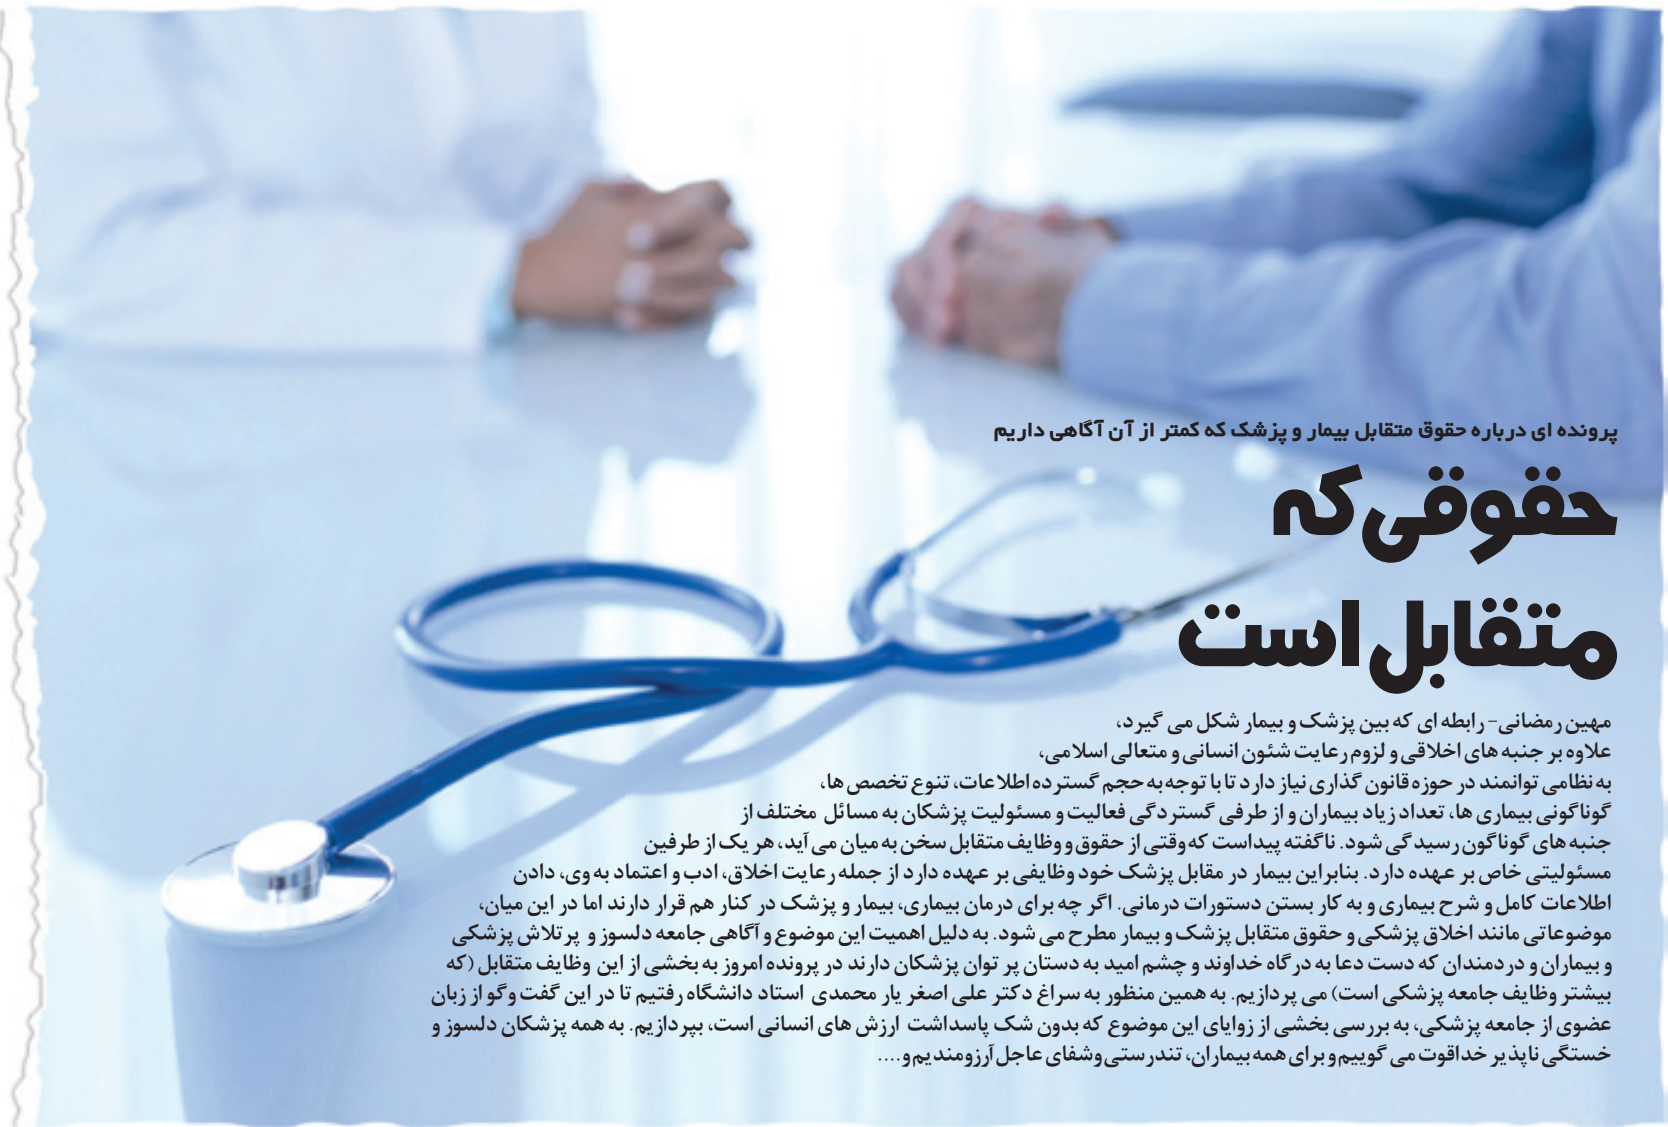 پرونده ای درباره حقوق متقابل بیمار و پزشک که کمتر از آن آگاهی داریم
حقوقی که
متقابل است
مهین رمضانی- رابطه ای که بین پزشک و بیمار شکل می گیرد،
علاوه بر جنبه های اخلاقی و لزوم رعایت شئون انسانی و متعالی اسلامی،
به نظامی توانمند در حوزه قانون گذاری نیاز دارد تا با توجه به حجم گسترده اطلاعات، تنوع تخصص ها،
گوناگونی بیماری ها، تعداد زیاد بیماران و از طرفی گستردگی فعالیت و مسئولیت پزشکان به مسائل مختلف از
جنبه های گوناگون رسیدگی شود. ناگفته پیداست که وقتی از حقوق و وظایف متقابل سخن به میان می آید، هر یک از طرفین
مسئولیتی خاص بر عهده دارد. بنابراین بیمار در مقابل پزشک خود وظایفی بر عهده دارد از جمله رعایت اخلاق، ادب و اعتماد به وی، دادن
اطلاعات کامل و شرح بیماری و به کار بستن دستورات درمانی. اگر چه برای درمان بیماری، بیمار و پزشک در کنار هم قرار دارند اما در این میان،
موضوعاتی مانند اخلاق پزشکی و حقوق متقابل پزشک و بیمار مطرح می شود. به دلیل اهمیت این موضوع و آگاهی جامعه دلسوز و پرتلاش پزشکی
و بیماران و دردمندان که دست دعا به درگاه خداوند و چشم امید به دستان پر توان پزشکان دارند در پرونده امروز به بخشی از این وظایف متقابل (که
بیشتر وظایف جامعه پزشکی است) می پردازیم. به همین منظور به سراغ دکتر علی اصغر یار محمدی استاد دانشگاه رفتیم تا در این گفت وگو از زبان
عضوی از جامعه پزشکی، به بررسی بخشی از زوایای این موضوع که بدون شک پاسداشت ارزش های انسانی است، بپردازیم. به همه پزشکان دلسوز و
خستگی ناپذیر خداقوت می گوییم و برای همه بیماران، تندرستی وشفای عاجل آرزومندیم و....